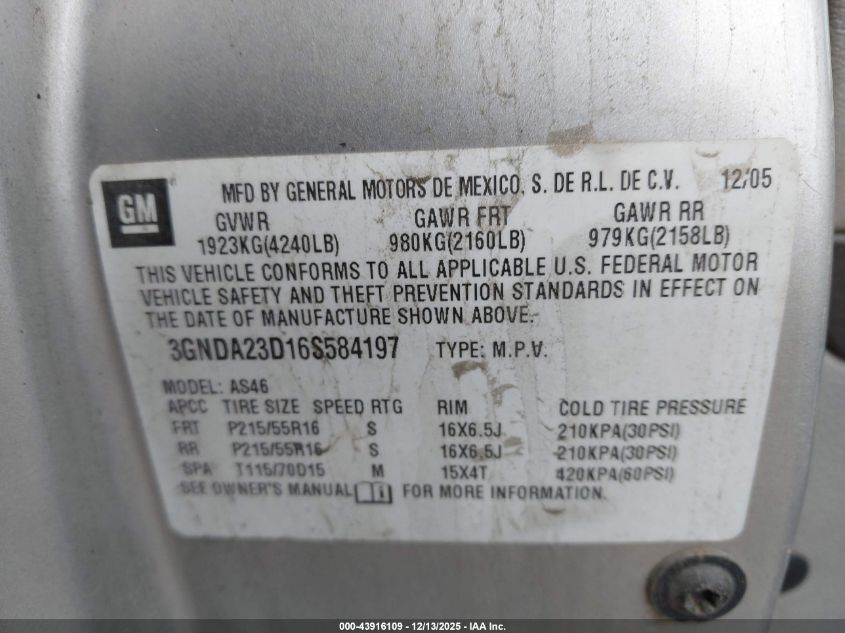 GM
MFD BY GENERAL MOTORS DE MEXICO, S. DE R.L. DE C.V. 12/05
GVWR GAWR FRT GAWR RR
1923KG(4240LB) 980KG(2160LB) 979KG(2158LB)
THIS VEHICLE CONFORMS TO ALL APPLICABLE U.S. FEDERAL MOTOR
VEHICLE SAFETY AND THEFT PREVENTION STANDARDS IN EFFECT ON
THE DATE OF MANUFACTURE SHOWN ABOVE.
3GNDA23D16S584197 TYPE: M.P.V.
MODEL: AS46
APCC TIRE SIZE SPEED RTG RIM COLD TIRE PRESSURE
FRT P215/55R16 S 16X6.5J 210KPA(30PSI)
RR P215/55R16 S 16X6.5J 210KPA(30PSI)
SPA T115/70D15 M 15X4T 420KPA(60PSI)
SEE OWNER'S MANUAL FOR MORE INFORMATION.
000-43916109 - 12/13/2025 - IAA Inc.